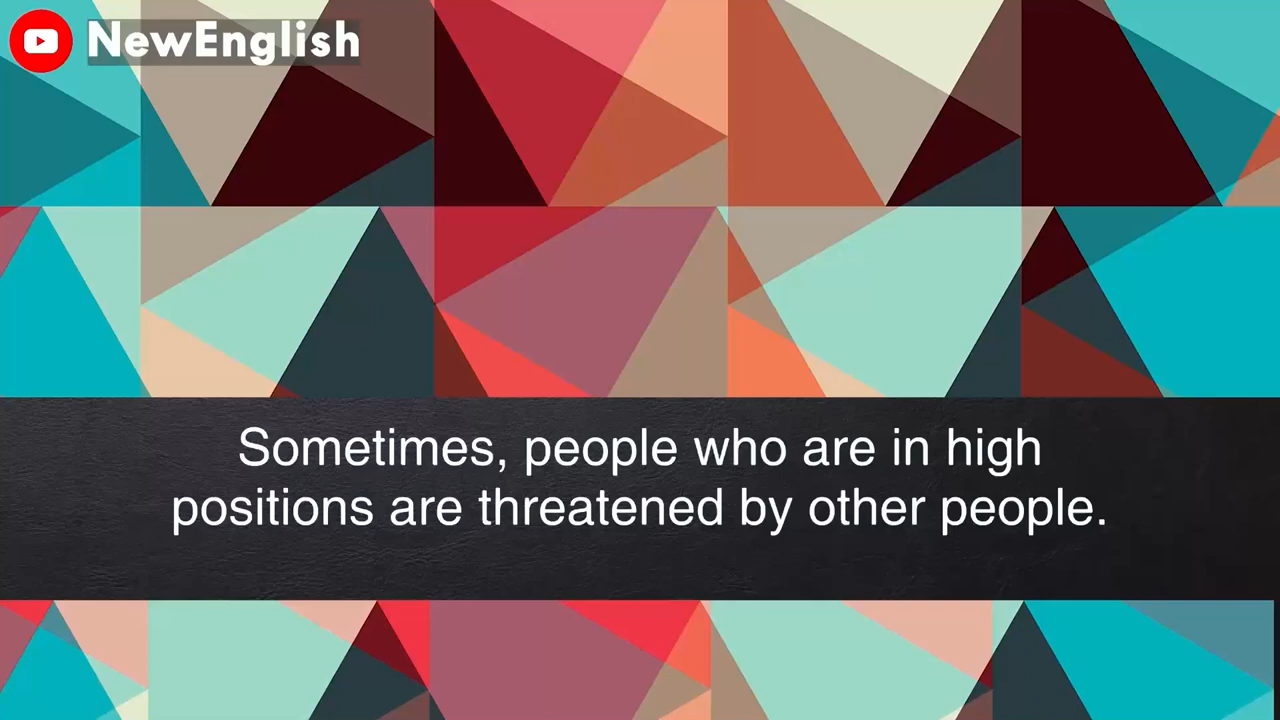 NewEnglish
Sometimes, people who are in high
positions are threatened by other people.